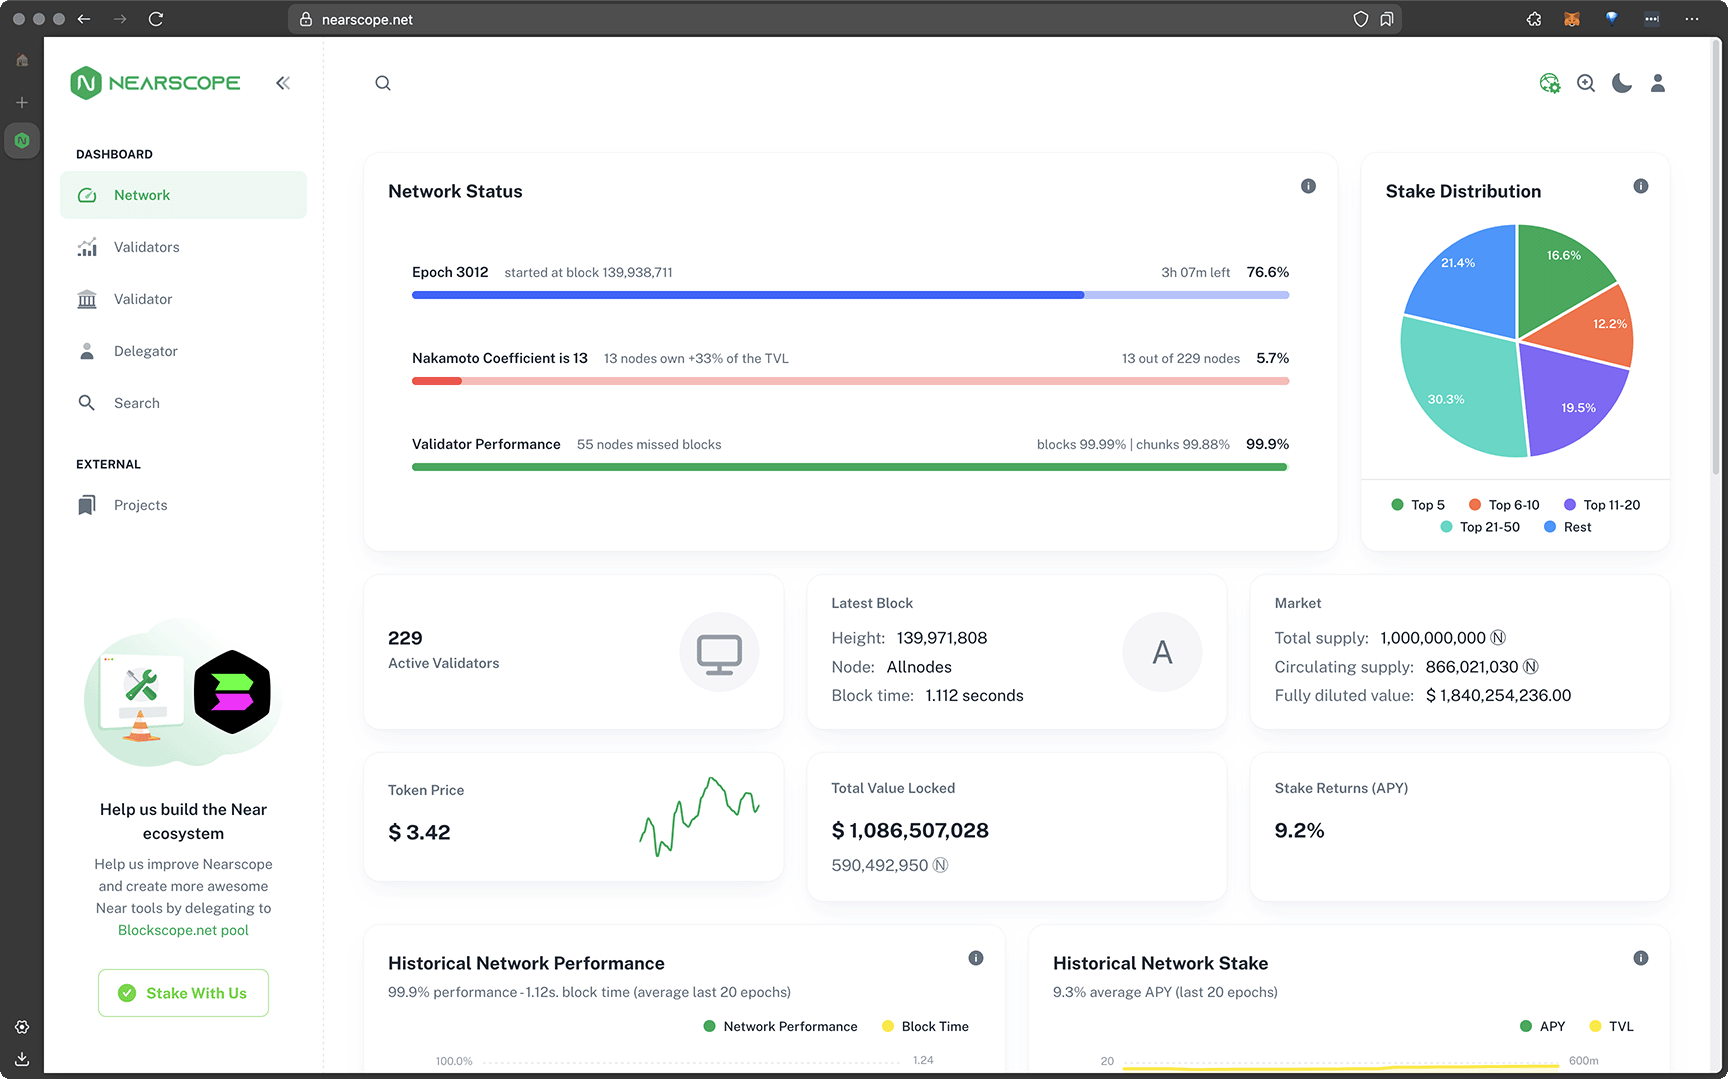 nearscope.net
NEARSCOPE
DASHBOARD
Network
Validators
Validator
Delegator
Search
EXTERNAL
Projects
Help us build the Near
ecosystem
Help us improve Nearscope
and create more awesome
Near tools by delegating to
Blockscope.net pool
Stake With Us
Network Status
Epoch 3012 started at block 139,938,711 3h 07m left 76.6%
Nakamoto Coefficient is 13 13 nodes own +33% of the TVL 13 out of 229 nodes 5.7%
Validator Performance 55 nodes missed blocks blocks 99.99% | chunks 99.88% 99.9%
Stake Distribution
16.6%
21.4%
12.2%
30.3%
19.5%
Top 5 Top 6-10 Top 11-20
Top 21-50 Rest
229
Active Validators
Latest Block
Height: 139,971,808
Node: Allnodes
Block time: 1.112 seconds
A
Market
Total supply: 1,000,000,000 Ⓝ
Circulating supply: 866,021,030 Ⓝ
Fully diluted value: $ 1,840,254,236.00
Token Price
$ 3.42
Total Value Locked
$ 1,086,507,028
590,492,950 Ⓝ
Stake Returns (APY)
9.2%
Historical Network Performance
99.9% performance - 1.12s. block time (average last 20 epochs)
Network Performance Block Time
100.0% 1.24
Historical Network Stake
9.3% average APY (last 20 epochs)
APY TVL
20 600m